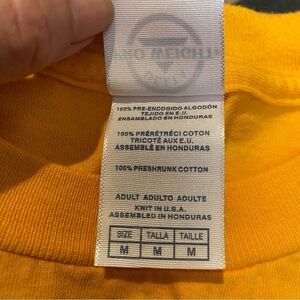 100% PRE-ENCOGIDO ALGODÓN
TEJIDO EN E.U.
ENSAMBLADO EN HONDURAS
100% PRÉRÉTRÉCI COTON
TRICOTÉ AUX E.U.
ASSEMBLÉ EN HONDURAS
100% PRESHRUNK COTTON
ADULT ADULTO ADULTE
KNIT IN U.S.A.
ASSEMBLED IN HONDURAS
SIZE TALLA TAILLE
M M M